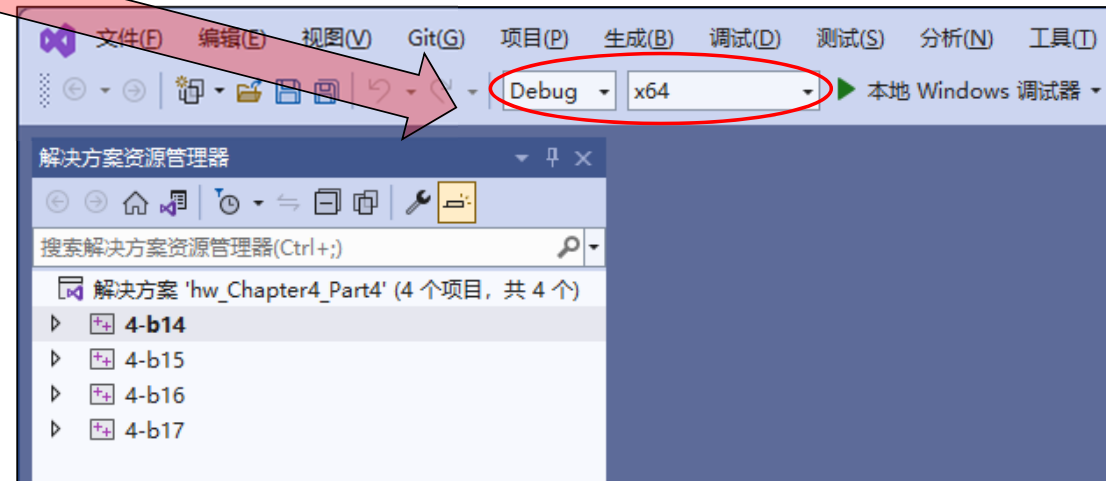 文件(F) 编辑(E) 视图(V) Git(G) 项目(P) 生成(B) 调试(D) 测试(S) 分析(N) 工具(T)
Debug x64 本地 Windows 调试器
解决方案资源管理器
搜索解决方案资源管理器(Ctrl+;)
解决方案 'hw_Chapter4_Part4' (4 个项目, 共 4 个)
4-b14
4-b15
4-b16
4-b17